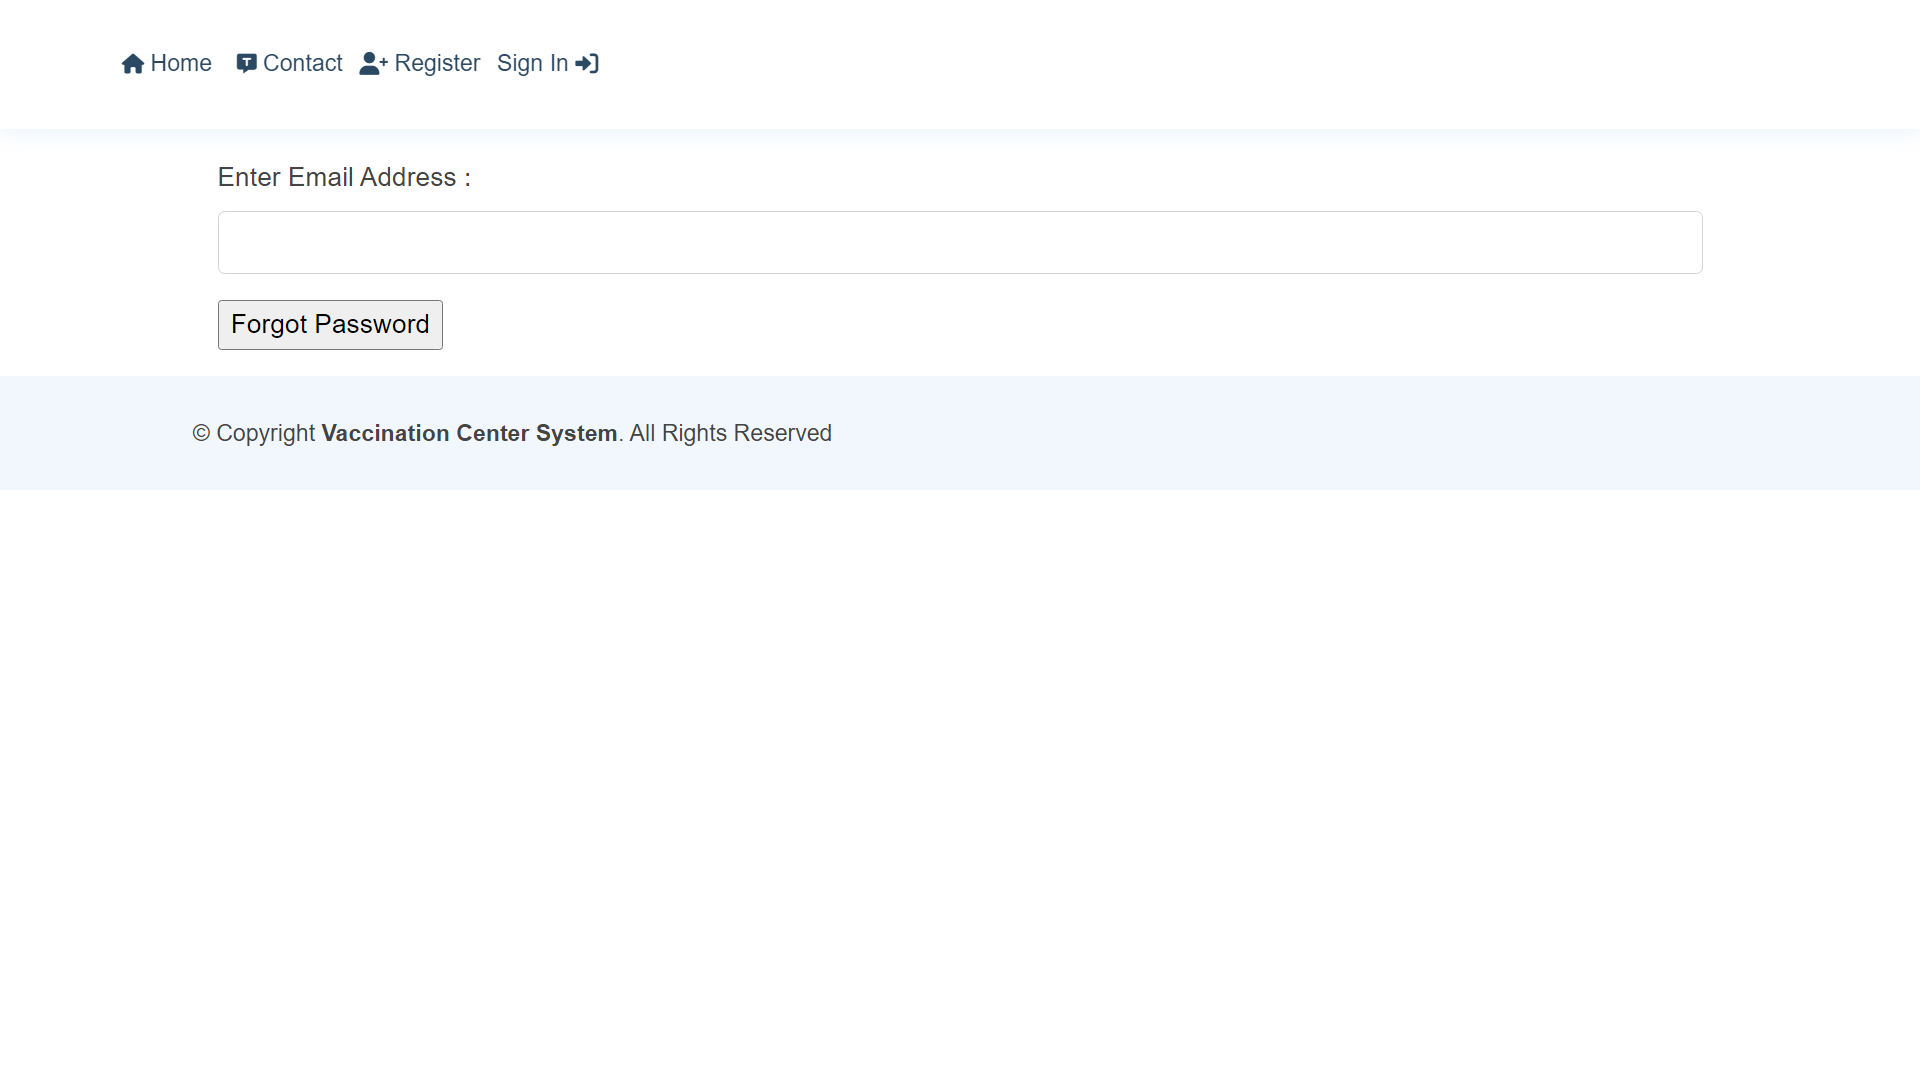 Home Contact Register Sign In
Enter Email Address :
Forgot Password
© Copyright Vaccination Center System. All Rights Reserved